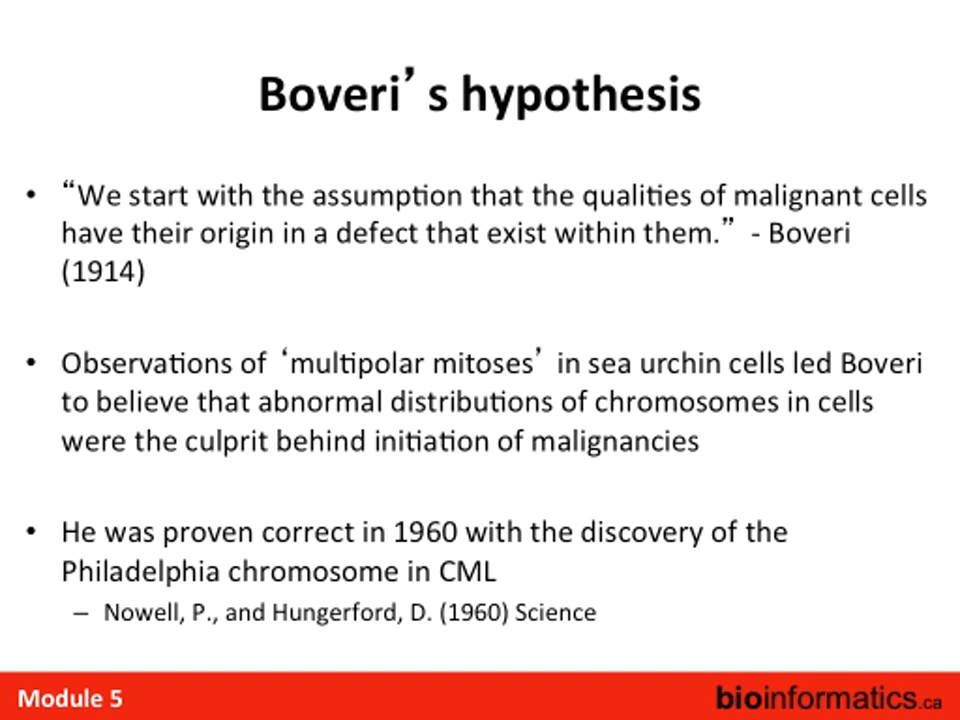 Boveri’s hypothesis
• “We start with the assumption that the qualities of malignant cells
have their origin in a defect that exist within them.” - Boveri
(1914)
• Observations of ‘multipolar mitoses’ in sea urchin cells led Boveri
to believe that abnormal distributions of chromosomes in cells
were the culprit behind initiation of malignancies
• He was proven correct in 1960 with the discovery of the
Philadelphia chromosome in CML
– Nowell, P., and Hungerford, D. (1960) Science
Module 5
bioinformatics.ca